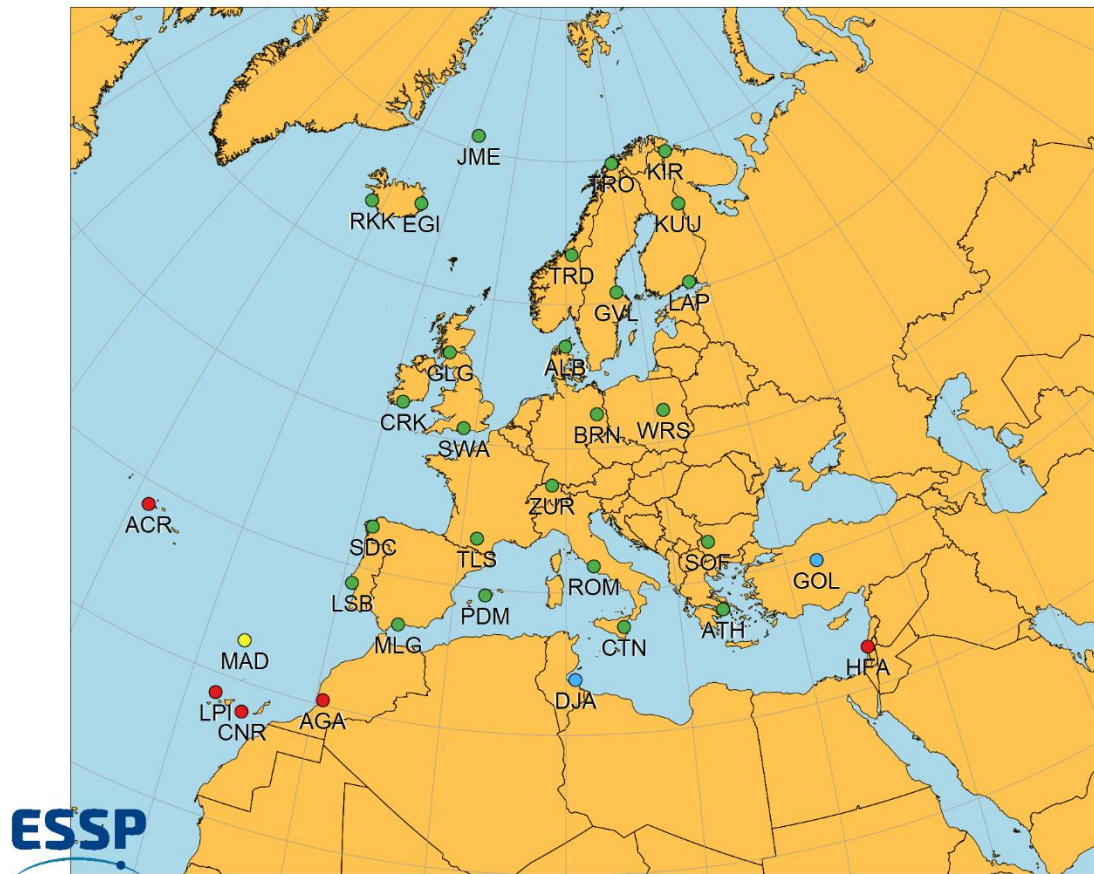 JME
TRO
KIR
RKK
EGI
KUU
TRD
GVL
LAP
ALB
GLG
CRK
SWA
BRN
WRS
ZUR
ACR
SDC
TLS
ROM
SOF
GOL
LSB
PDM
MLG
CTN
ATH
MAD
HFA
DJA
LPI
CNR
AGA
ESSP